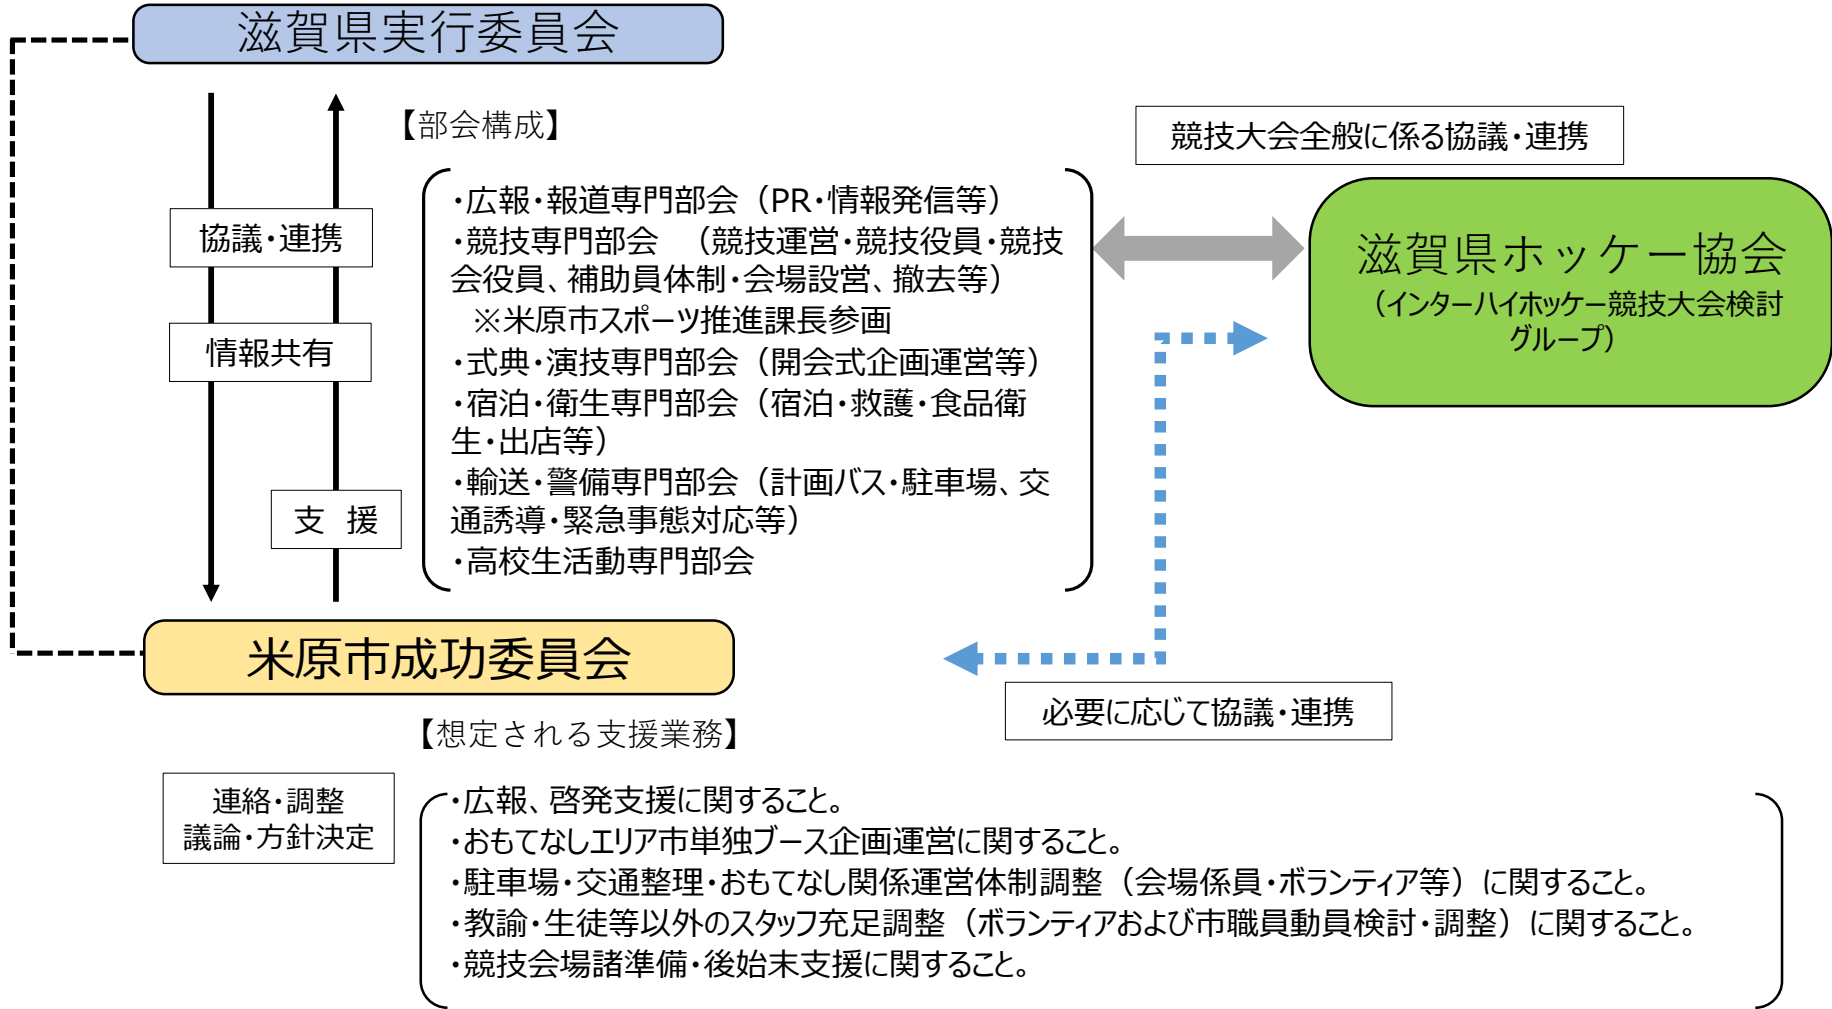 滋賀県実行委員会
【部会構成】
競技大会全般に係る協議・連携
・広報・報道専門部会（PR・情報発信等）
・競技専門部会　（競技運営・競技役員・競技
会役員、補助員体制・会場設営、撤去等）
※米原市スポーツ推進課長参画
・式典・演技専門部会（開会式企画運営等）
・宿泊・衛生専門部会（宿泊・救護・食品衛
生・出店等）
・輸送・警備専門部会（計画バス・駐車場、交
通誘導・緊急事態対応等）
・高校生活動専門部会
協議・連携
情報共有
支　援
滋賀県ホッケー協会
（インターハイホッケー競技大会検討
グループ）
米原市成功委員会
必要に応じて協議・連携
【想定される支援業務】
連絡・調整
議論・方針決定
・広報、啓発支援に関すること。
・おもてなしエリア市単独ブース企画運営に関すること。
・駐車場・交通整理・おもてなし関係運営体制調整（会場係員・ボランティア等）に関すること。
・教諭・生徒等以外のスタッフ充足調整（ボランティアおよび市職員動員検討・調整）に関すること。
・競技会場諸準備・後始末支援に関すること。